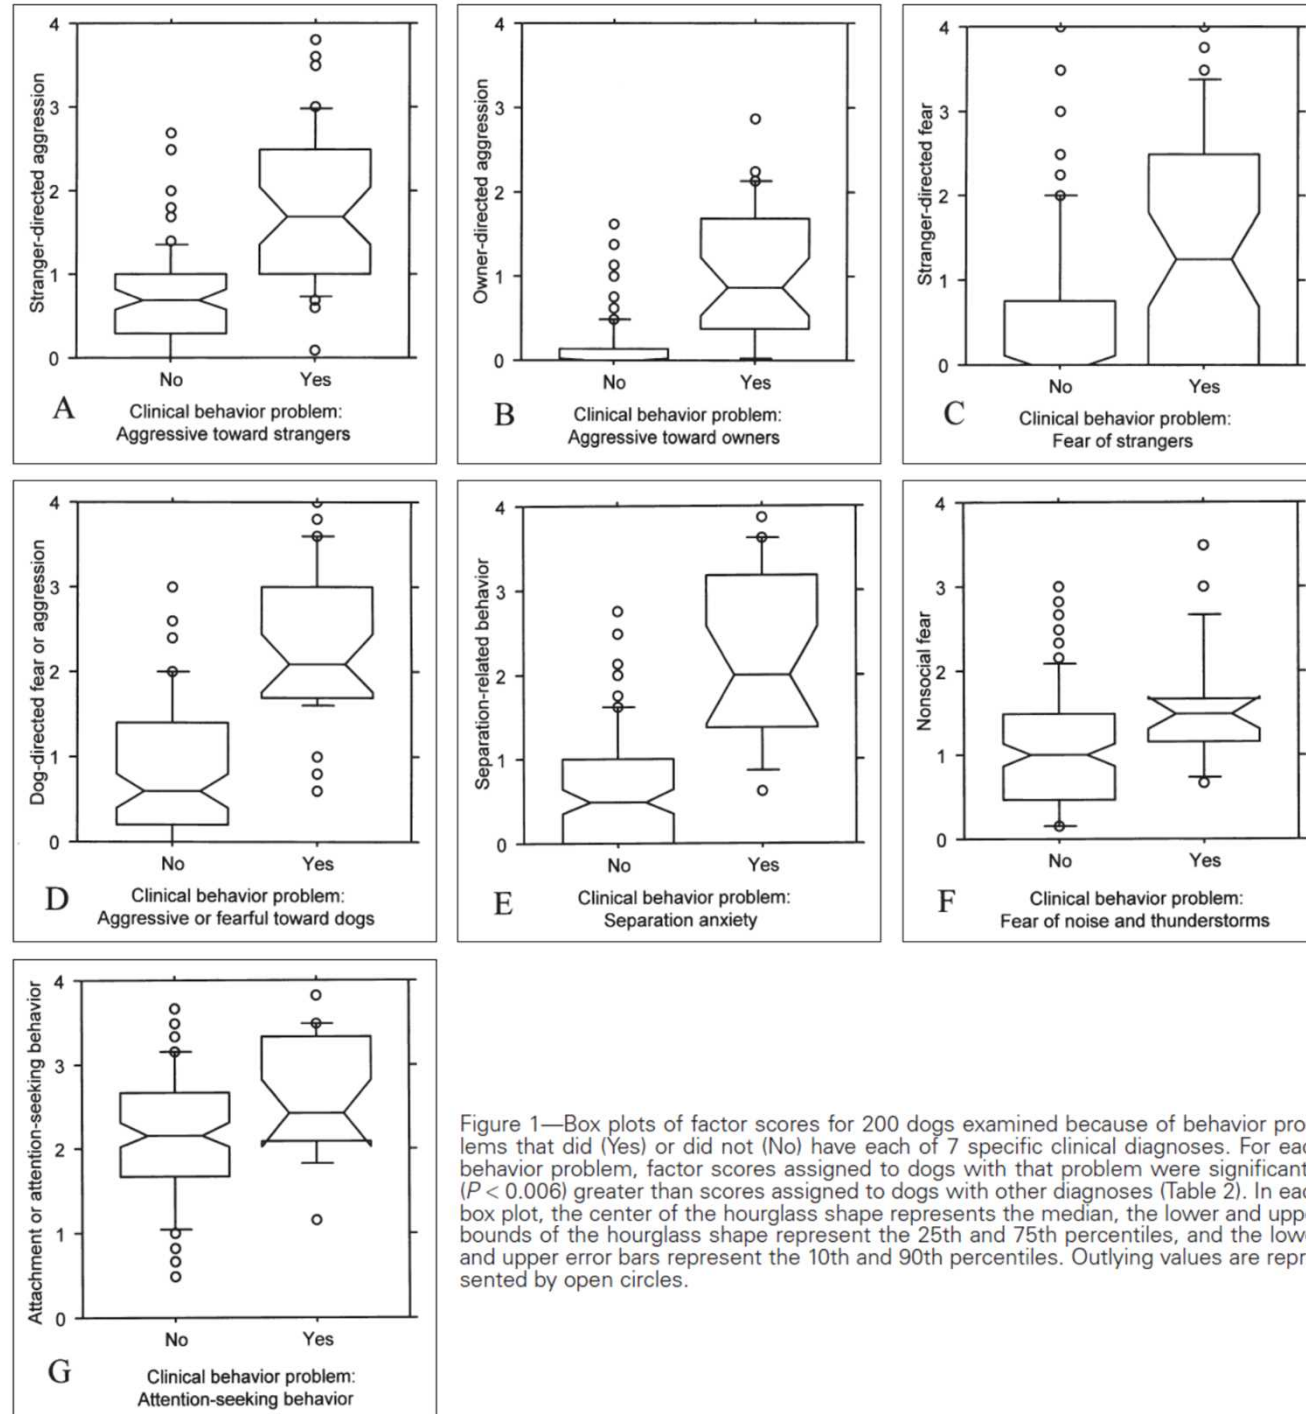 4
3
2
1
0
Stranger-directed aggression
No
Yes
A
Clinical behavior problem:
Aggressive toward strangers
4
3
2
1
0
Owner-directed aggression
No
Yes
B
Clinical behavior problem:
Aggressive toward owners
4
3
2
1
0
Stranger-directed fear
No
Yes
C
Clinical behavior problem:
Fear of strangers
4
3
2
1
0
Dog-directed fear or aggression
No
Yes
D
Clinical behavior problem:
Aggressive or fearful toward dogs
4
3
2
1
0
Separation-related behavior
No
Yes
E
Clinical behavior problem:
Separation anxiety
4
3
2
1
0
Nonsocial fear
No
Yes
F
Clinical behavior problem:
Fear of noise and thunderstorms
4
3
2
1
0
Attachment or attention-seeking behavior
No
Yes
G
Clinical behavior problem:
Attention-seeking behavior
Figure 1—Box plots of factor scores for 200 dogs examined because of behavior pro
lems that did (Yes) or did not (No) have each of 7 specific clinical diagnoses. For eac
behavior problem, factor scores assigned to dogs with that problem were significant
(P < 0.006) greater than scores assigned to dogs with other diagnoses (Table 2). In eac
box plot, the center of the hourglass shape represents the median, the lower and uppe
bounds of the hourglass shape represent the 25th and 75th percentiles, and the lowe
and upper error bars represent the 10th and 90th percentiles. Outlying values are repr
sented by open circles.